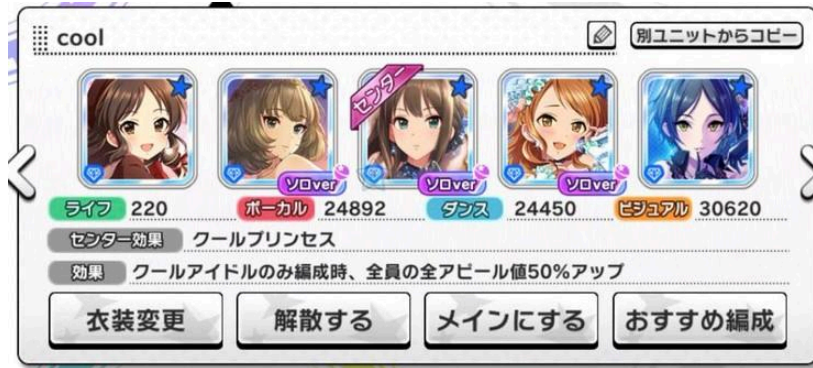 cool
別ユニットからコピー
センター
ソロver
ソロver
ソロver
ライフ 220 ボーカル 24892 ダンス 24450 ビジュアル 30620
センター効果 クールプリンセス
効果 クールアイドルのみ編成時、全員の全アピール値50%アップ
衣装変更 解散する メインにする おすすめ編成